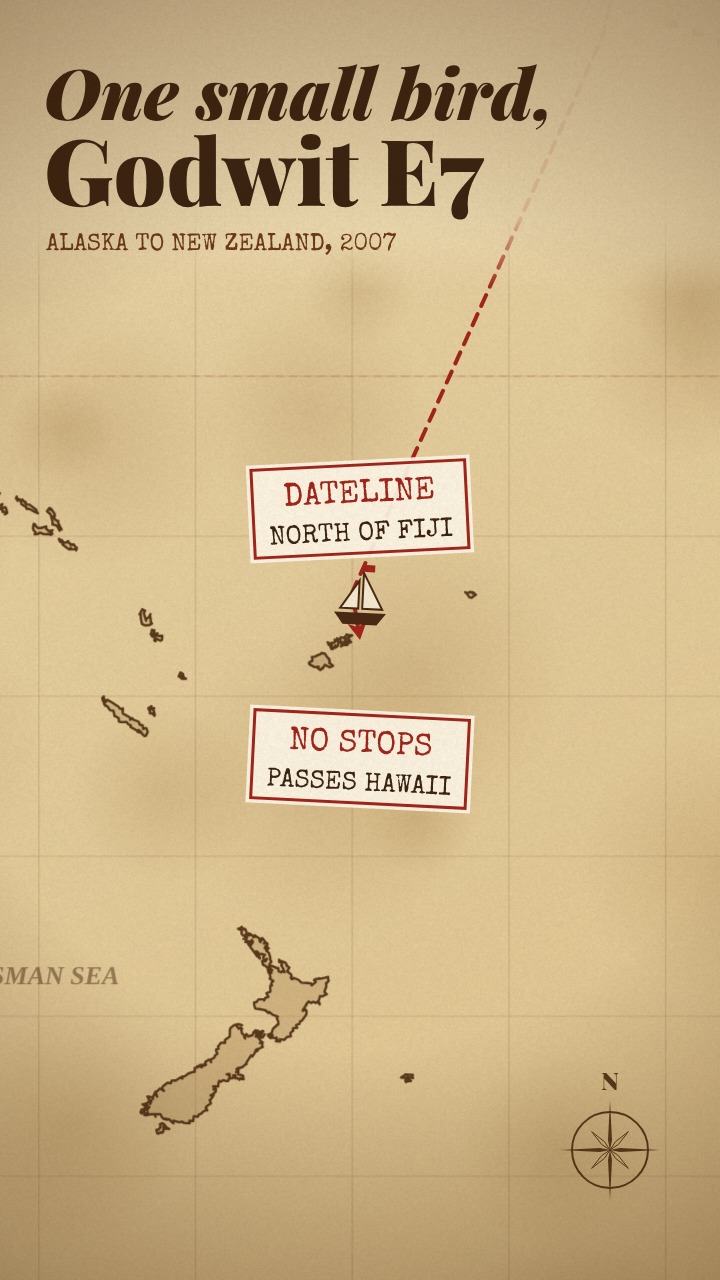 One small bird,
Godwit E7
ALASKA TO NEW ZEALAND, 2007
DATELINE
NORTH OF FIJI
NO STOPS
PASSES HAWAII
SMAN SEA
N